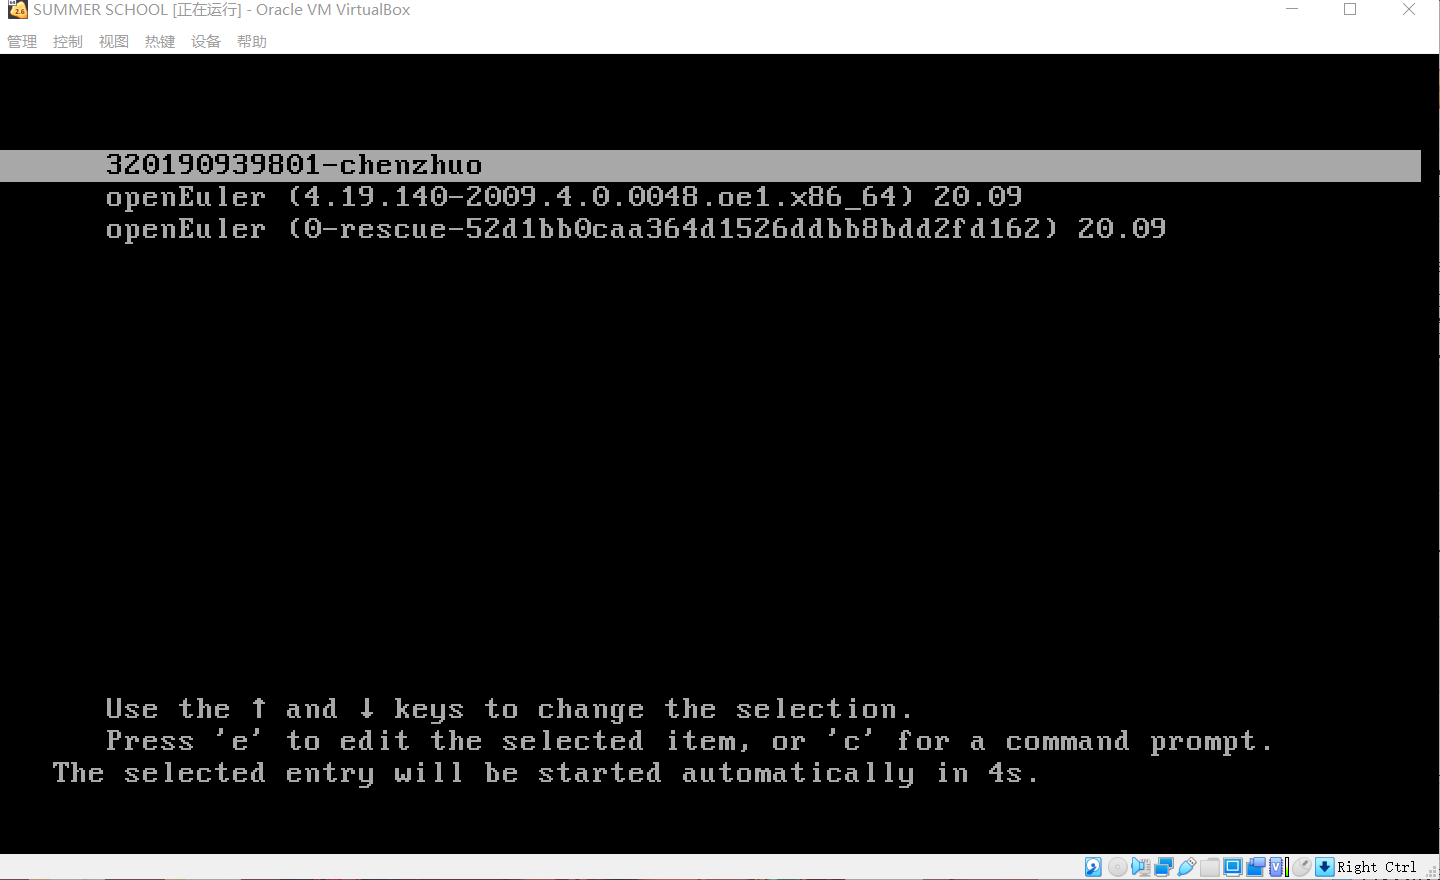 SUMMER SCHOOL [正在运行] - Oracle VM VirtualBox
管理 控制 视图 热键 设备 帮助
320190939801-chenzhuo
openEuler (4.19.140-2009.4.0.0048.oe1.x86_64) 20.09
openEuler (0-rescue-52d1bb0caa364d1526ddbb8bdd2fd162) 20.09
Use the ↑ and ↓ keys to change the selection.
Press 'e' to edit the selected item, or 'c' for a command prompt.
The selected entry will be started automatically in 4s.
Right Ctrl